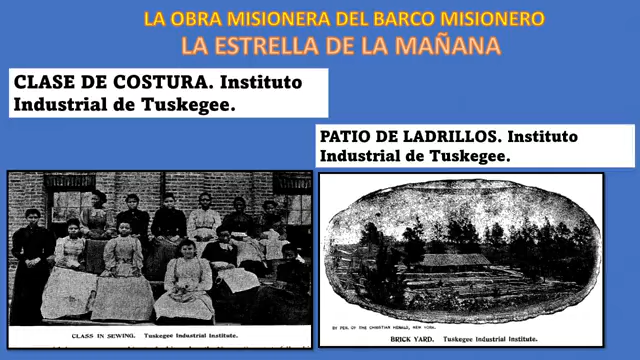 LA OBRA MISIONERA DEL BARCO MISIONERO
LA ESTRELLA DE LA MAÑANA
CLASE DE COSTURA. Instituto
Industrial de Tuskegee.
PATIO DE LADRILLOS. Instituto
Industrial de Tuskegee.
CLASS IN SEWING. Tuskegee Industrial Institute.
BY PER. OF THE CHRISTIAN HERALD, NEW YORK.
BRICK YARD. Tuskegee Industrial Institute.